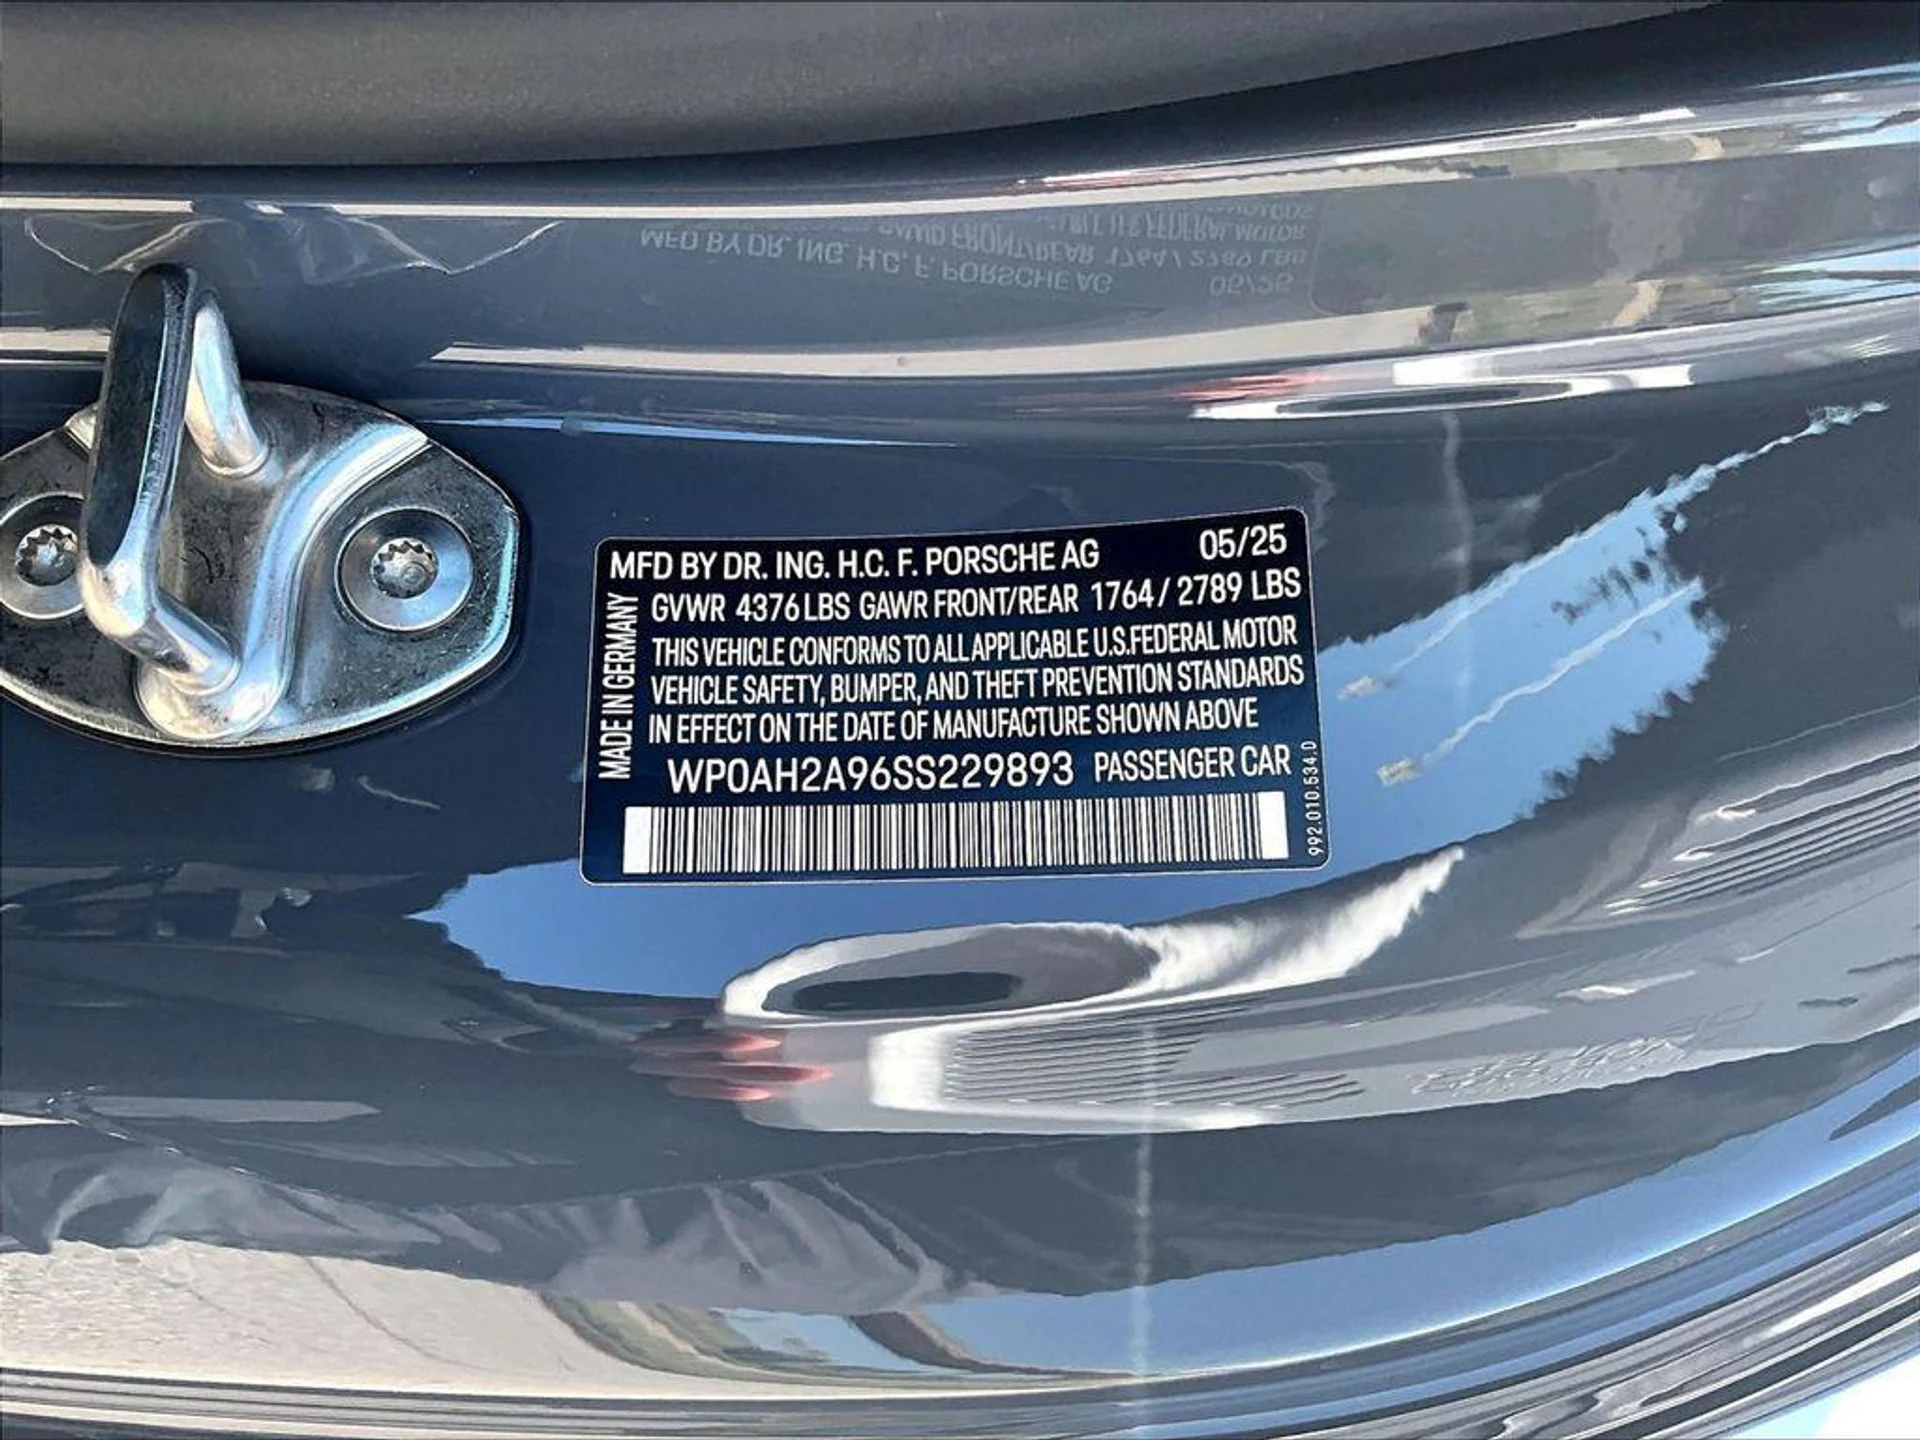 MFD BY DR. ING. H.C. F. PORSCHE AG 05/25
GVWR 4376 LBS GAWR FRONT/REAR 1764 / 2789 LBS
THIS VEHICLE CONFORMS TO ALL APPLICABLE U.S.FEDERAL MOTOR
VEHICLE SAFETY, BUMPER, AND THEFT PREVENTION STANDARDS
IN EFFECT ON THE DATE OF MANUFACTURE SHOWN ABOVE
WP0AH2A96SS229893 PASSENGER CAR
MADE IN GERMANY
992.010.534.D